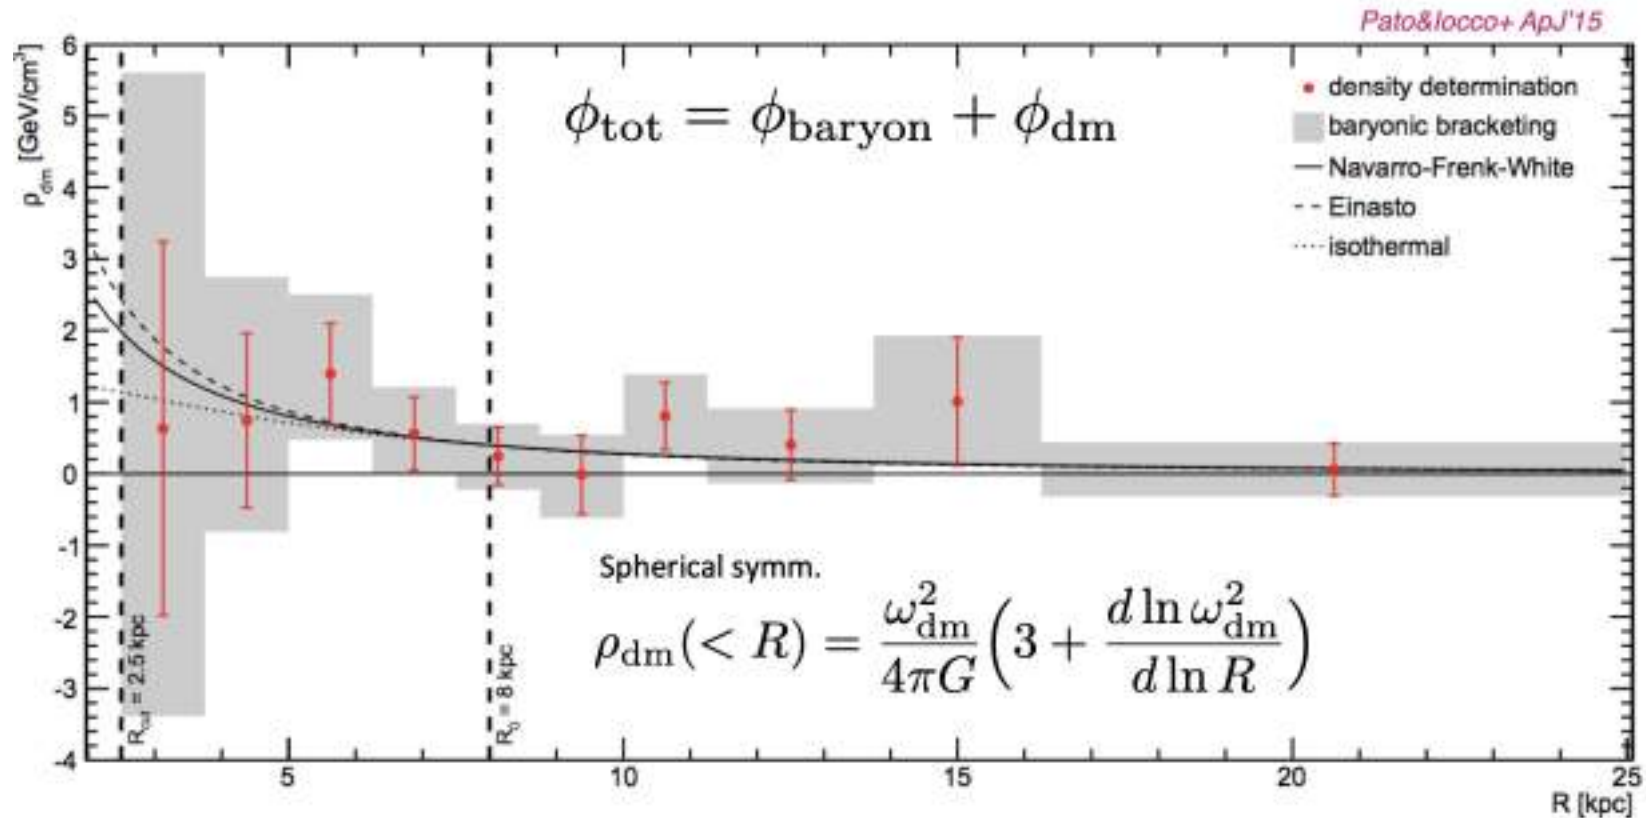 Pato&Iocco+ ApJ'15
ρdm [GeV/cm³]
6
5
4
3
2
1
0
-1
-2
-3
-4
ϕtot = ϕbaryon + ϕdm
density determination
baryonic bracketing
Navarro-Frenk-White
Einasto
isothermal
Rcut = 2.5 kpc
R0 = 8 kpc
Spherical symm.
ρdm(< R) = ω²dm/4πG (3 + d ln ω²dm/d ln R)
5 10 15 20 25
R [kpc]